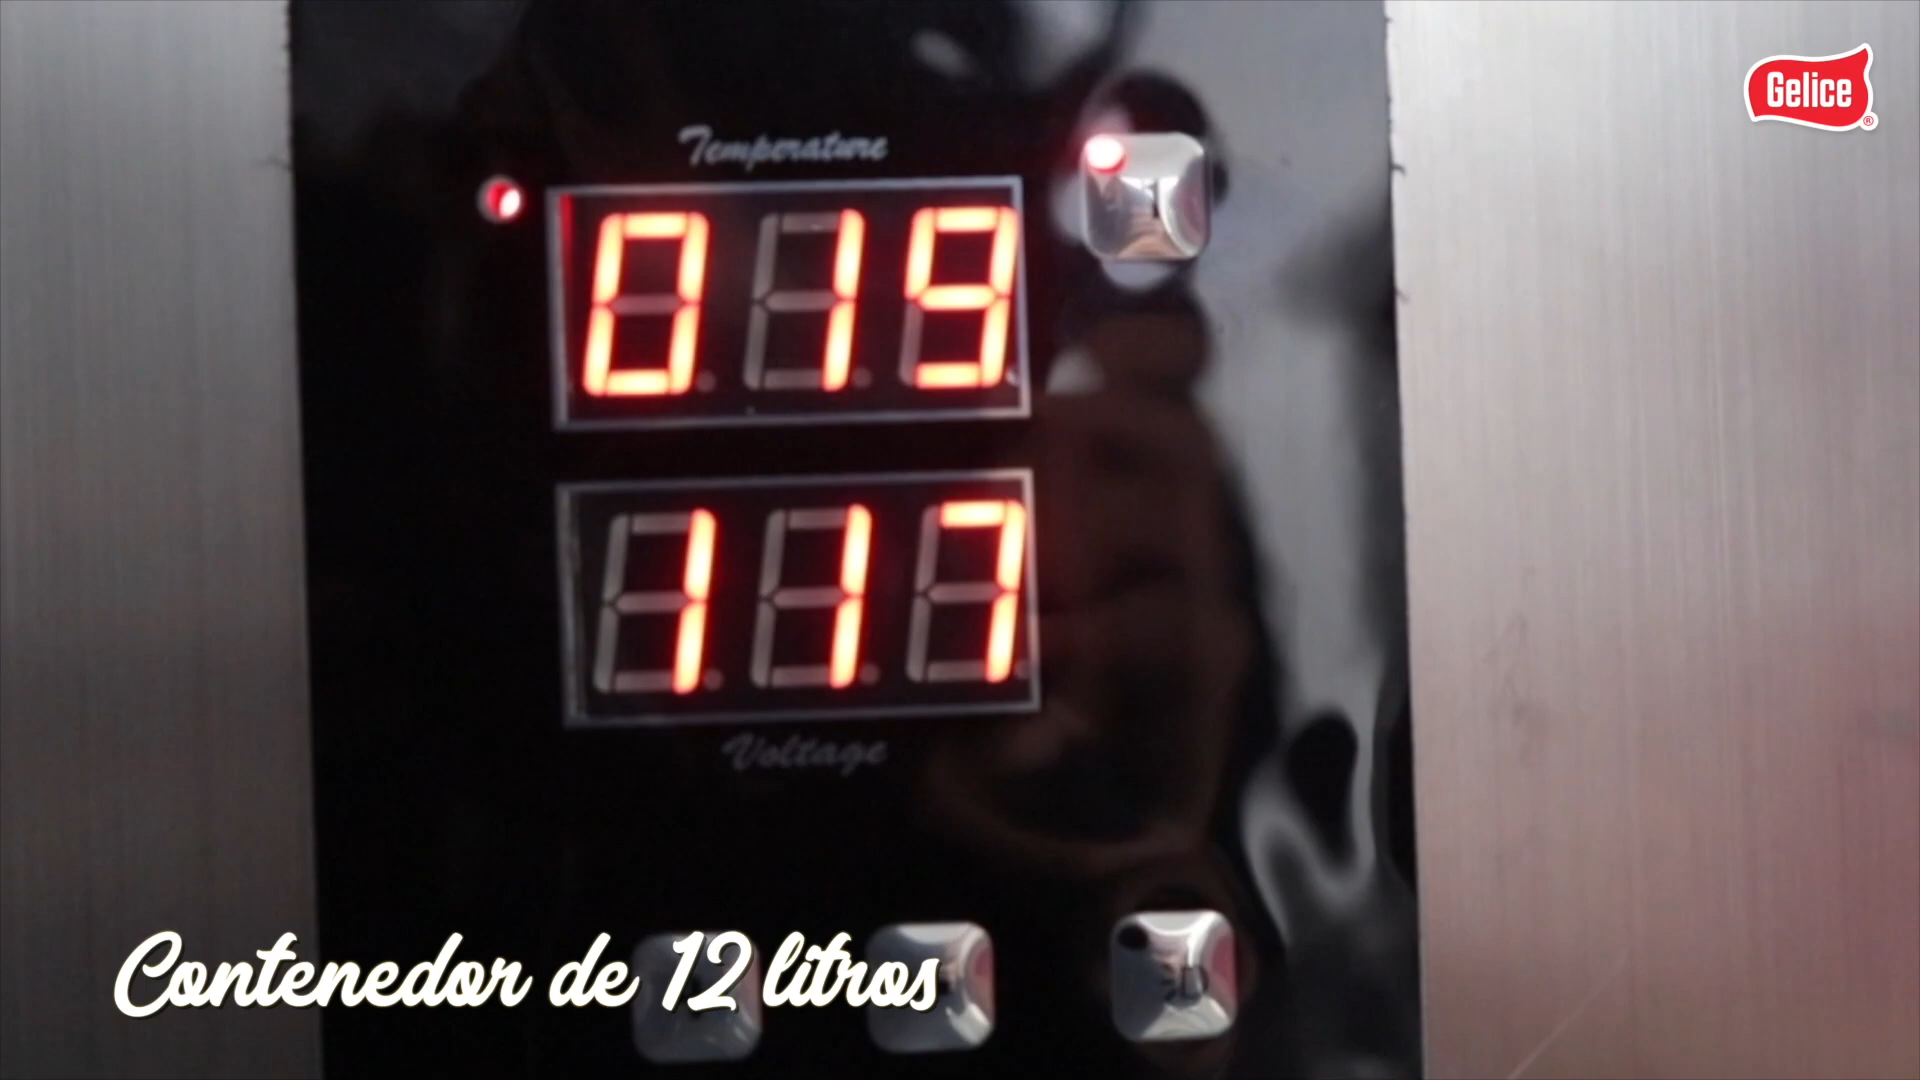 Gelice
Temperature
019
117
Voltage
Contenedor de 12 litros